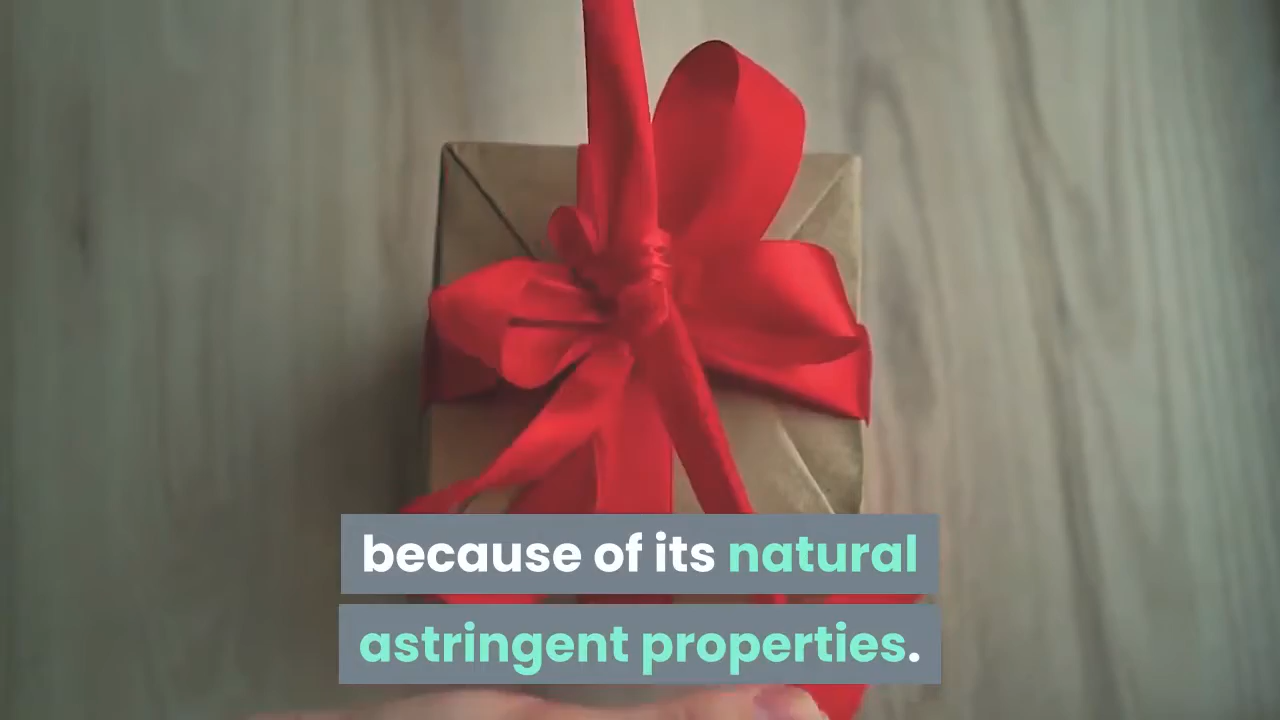 because of its natural
astringent properties.